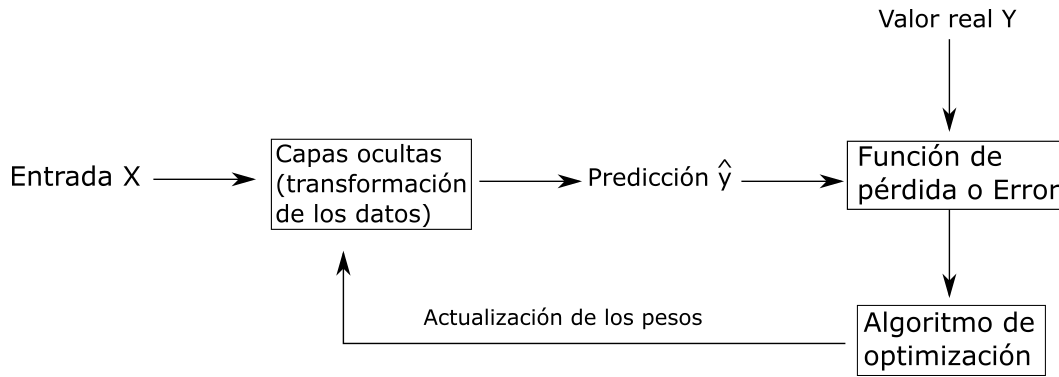 Valor real Y
Entrada X
Capas ocultas
(transformación
de los datos)
Predicción ŷ
Función de
pérdida o Error
Actualización de los pesos
Algoritmo de
optimización